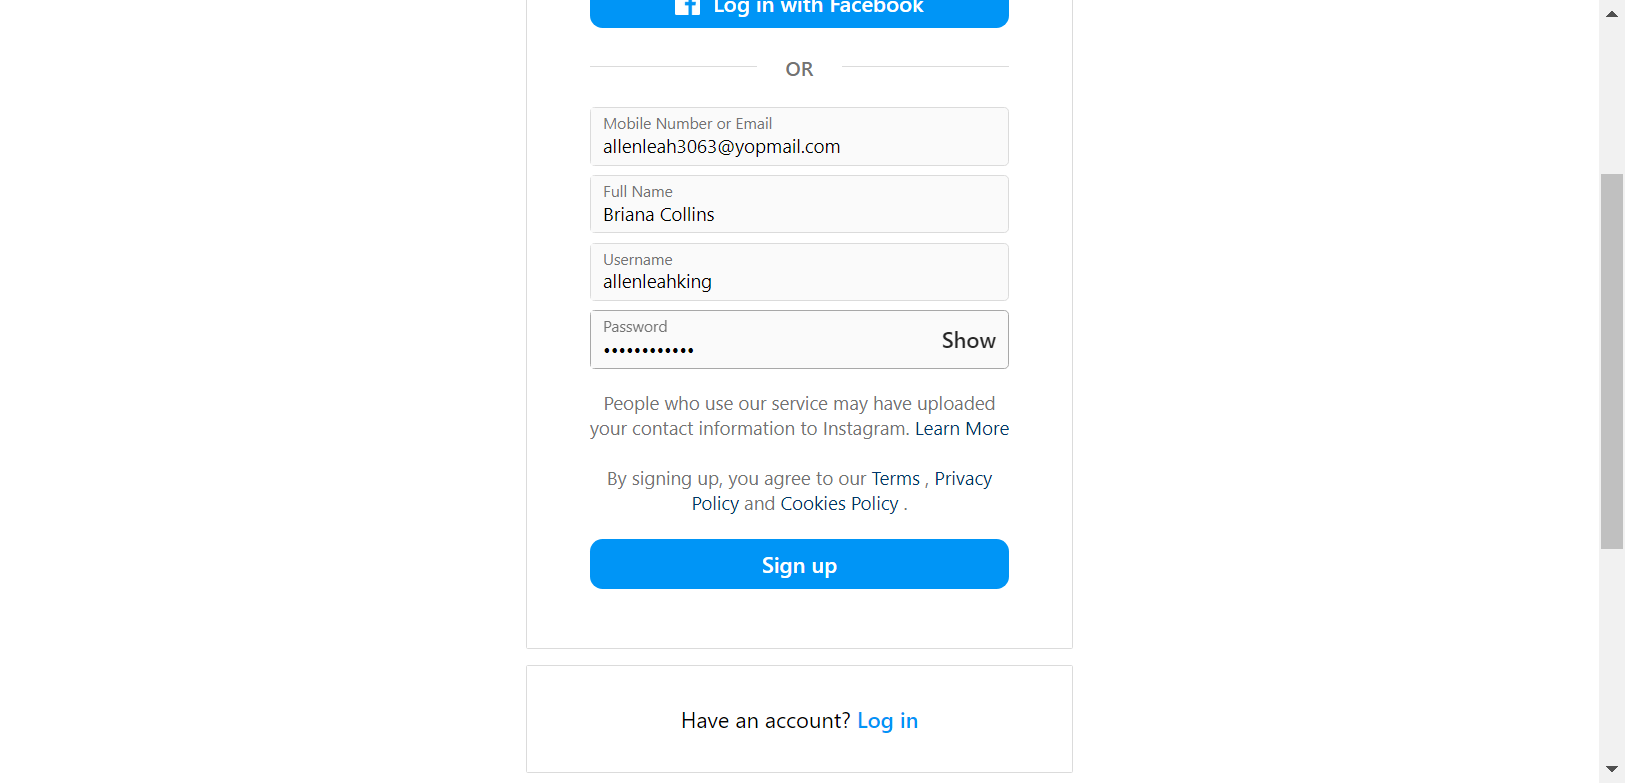 Log in with Facebook
OR
Mobile Number or Email
allenleah3063@yopmail.com
Full Name
Briana Collins
Username
allenleahking
Password
••••••••••••
Show
People who use our service may have uploaded
your contact information to Instagram. Learn More
By signing up, you agree to our Terms , Privacy
Policy and Cookies Policy .
Sign up
Have an account? Log in